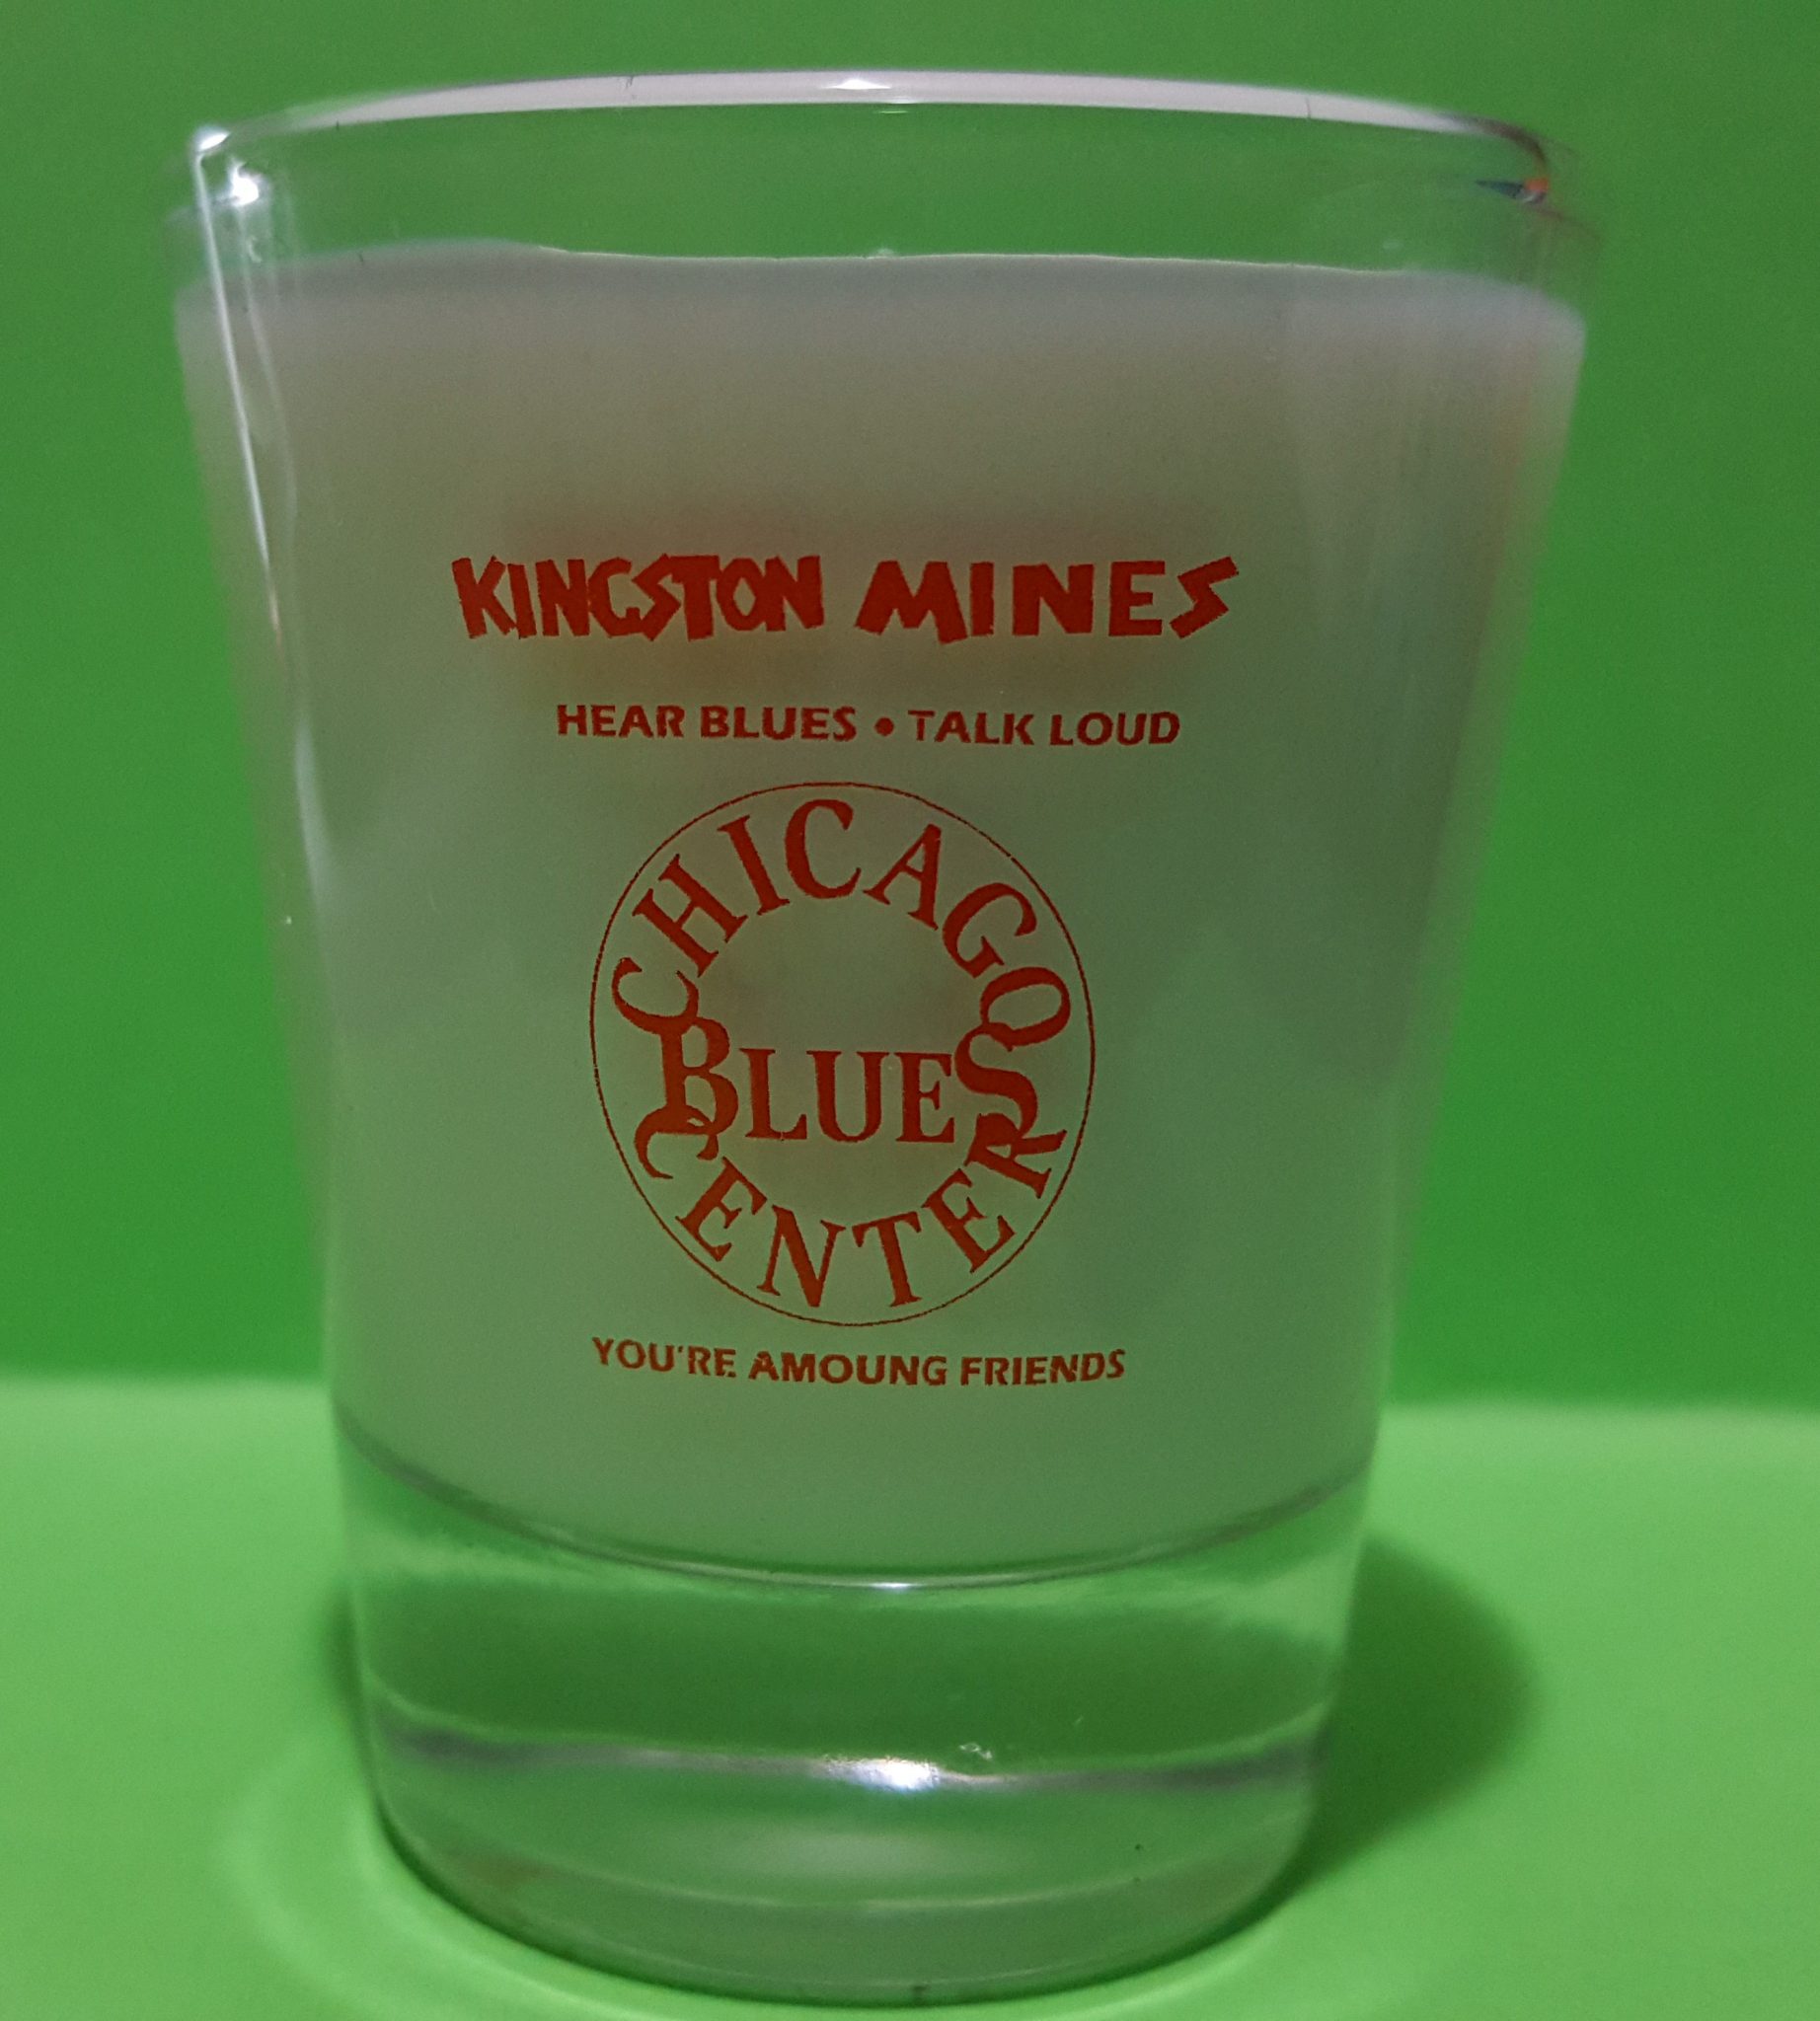 KINGSTON MINES
HEAR BLUES • TALK LOUD
CHICAGO
BLUES
CENTER
YOU'RE AMOUNG FRIENDS